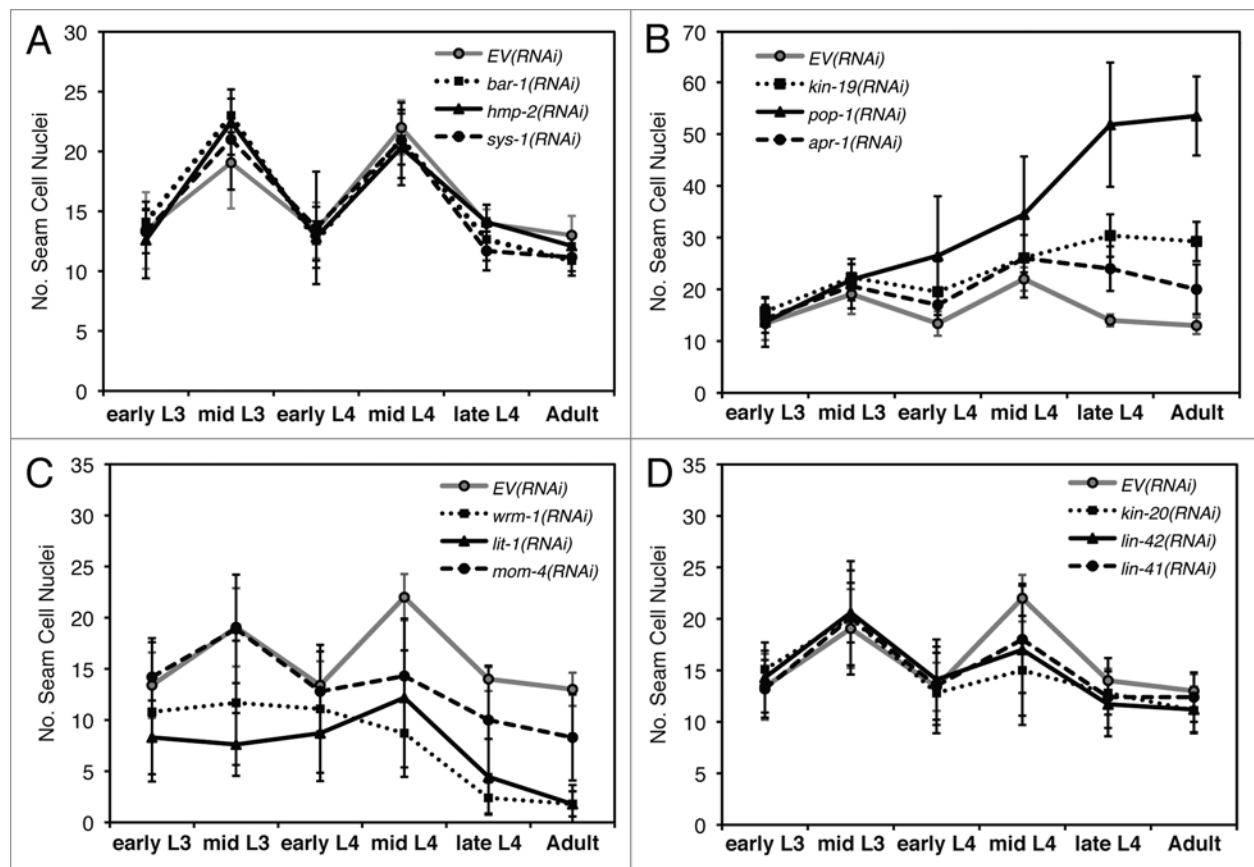 A
No. Seam Cell Nuclei
30
25
20
15
10
5
0
EV(RNAi)
bar-1(RNAi)
hmp-2(RNAi)
sys-1(RNAi)
early L3 mid L3 early L4 mid L4 late L4 Adult
B
No. Seam Cell Nuclei
70
60
50
40
30
20
10
0
EV(RNAi)
kin-19(RNAi)
pop-1(RNAi)
apr-1(RNAi)
early L3 mid L3 early L4 mid L4 late L4 Adult
C
No. Seam Cell Nuclei
35
30
25
20
15
10
5
0
EV(RNAi)
wrm-1(RNAi)
lit-1(RNAi)
mom-4(RNAi)
early L3 mid L3 early L4 mid L4 late L4 Adult
D
No. Seam Cell Nuclei
35
30
25
20
15
10
5
0
EV(RNAi)
kin-20(RNAi)
lin-42(RNAi)
lin-41(RNAi)
early L3 mid L3 early L4 mid L4 late L4 Adult